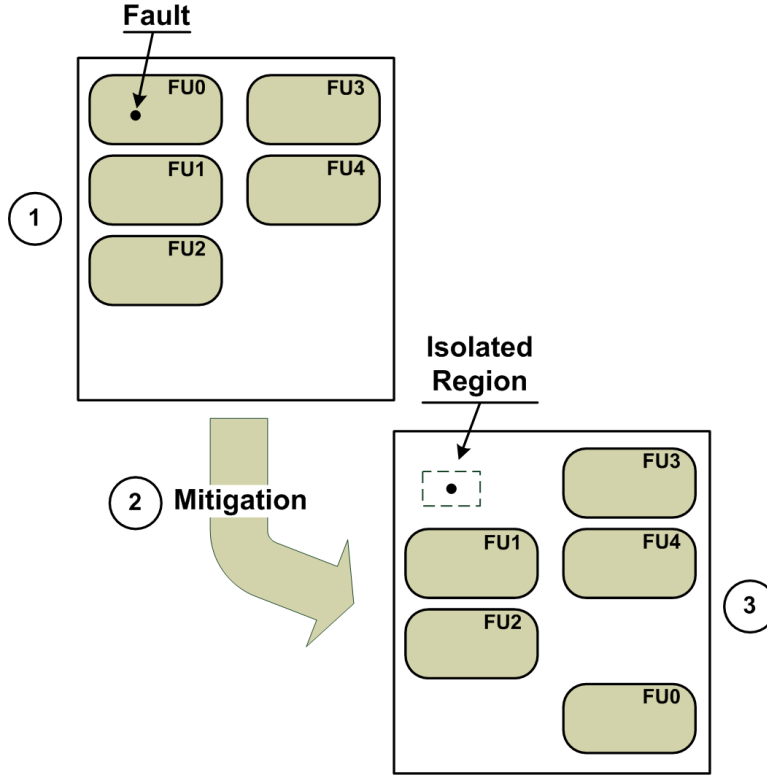 Fault
FU0
FU3
FU1
FU4
FU2
1
2
Mitigation
Isolated
Region
FU3
FU1
FU4
FU2
FU0
3